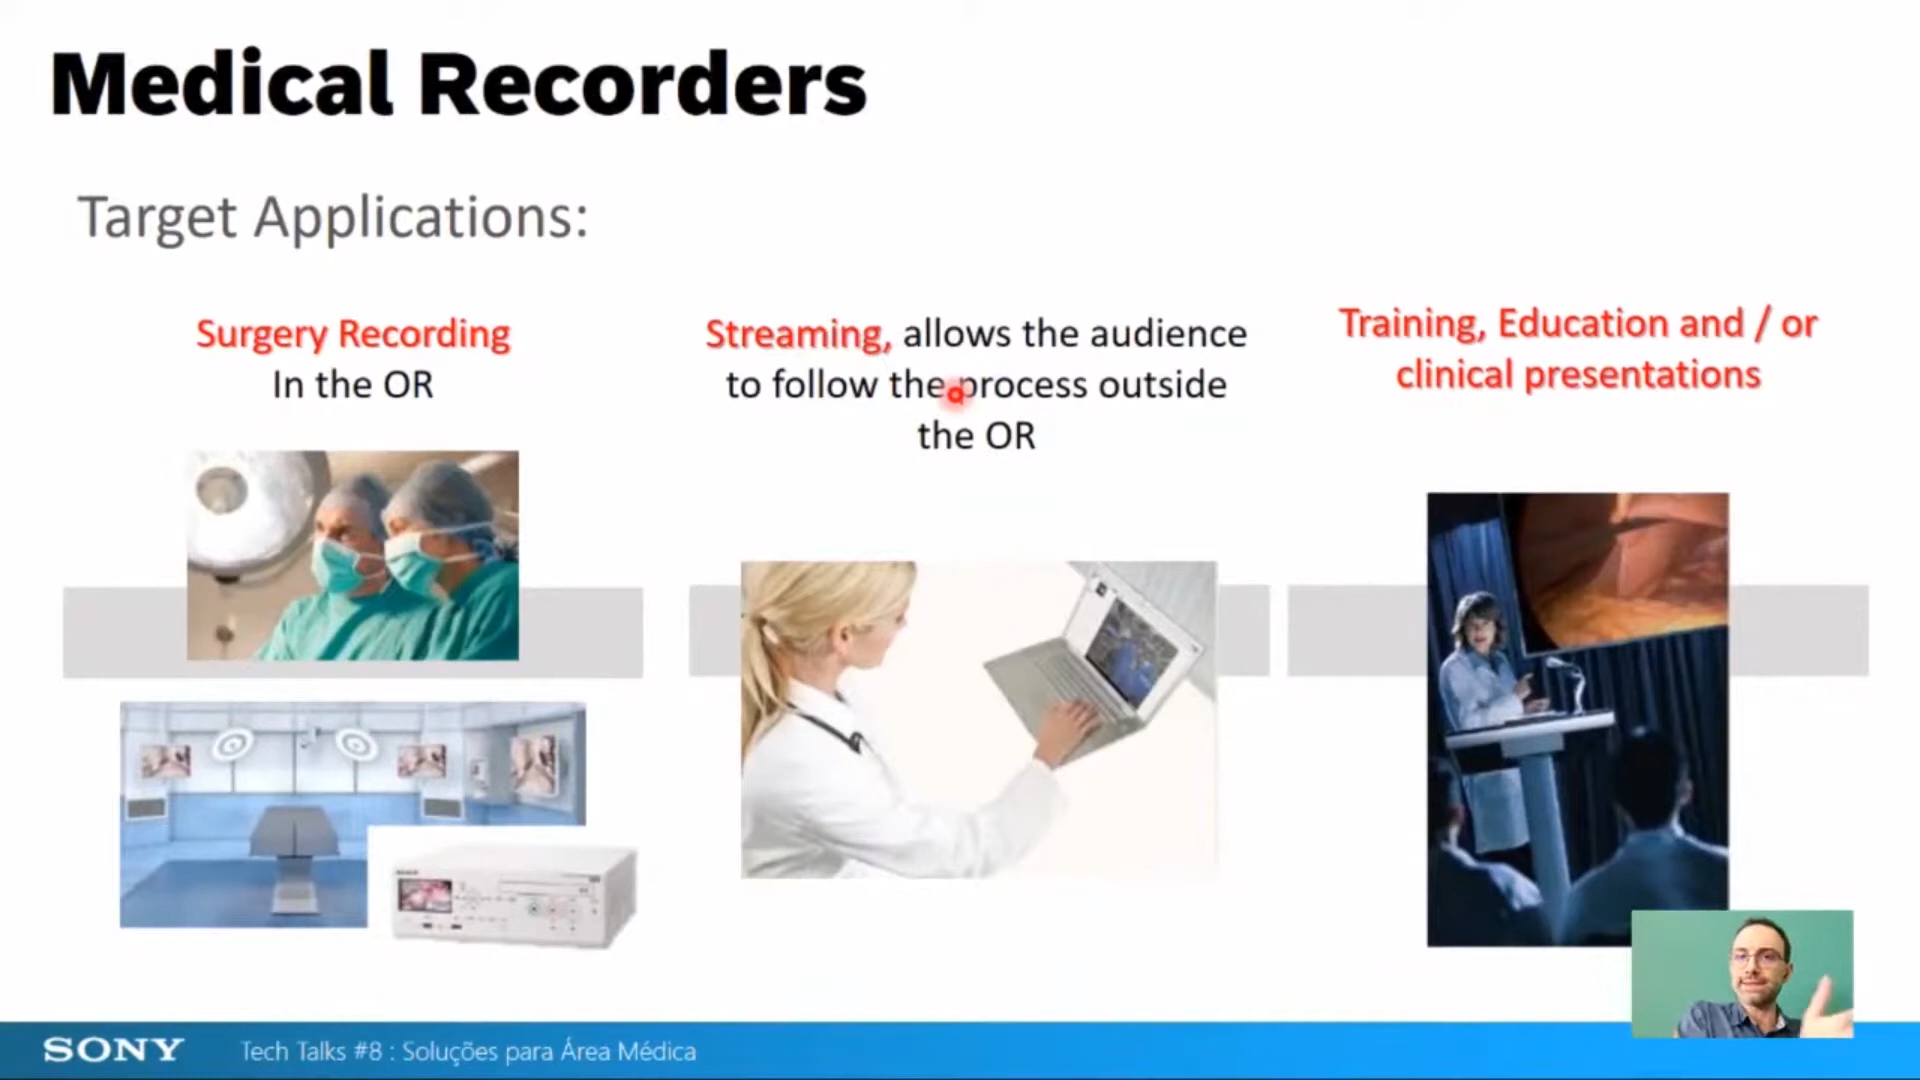 Medical Recorders
Target Applications:
Surgery Recording
In the OR
Streaming, allows the audience
to follow the process outside
the OR
Training, Education and / or
clinical presentations
SONY
Tech Talks #8 : Soluções para Área Médica